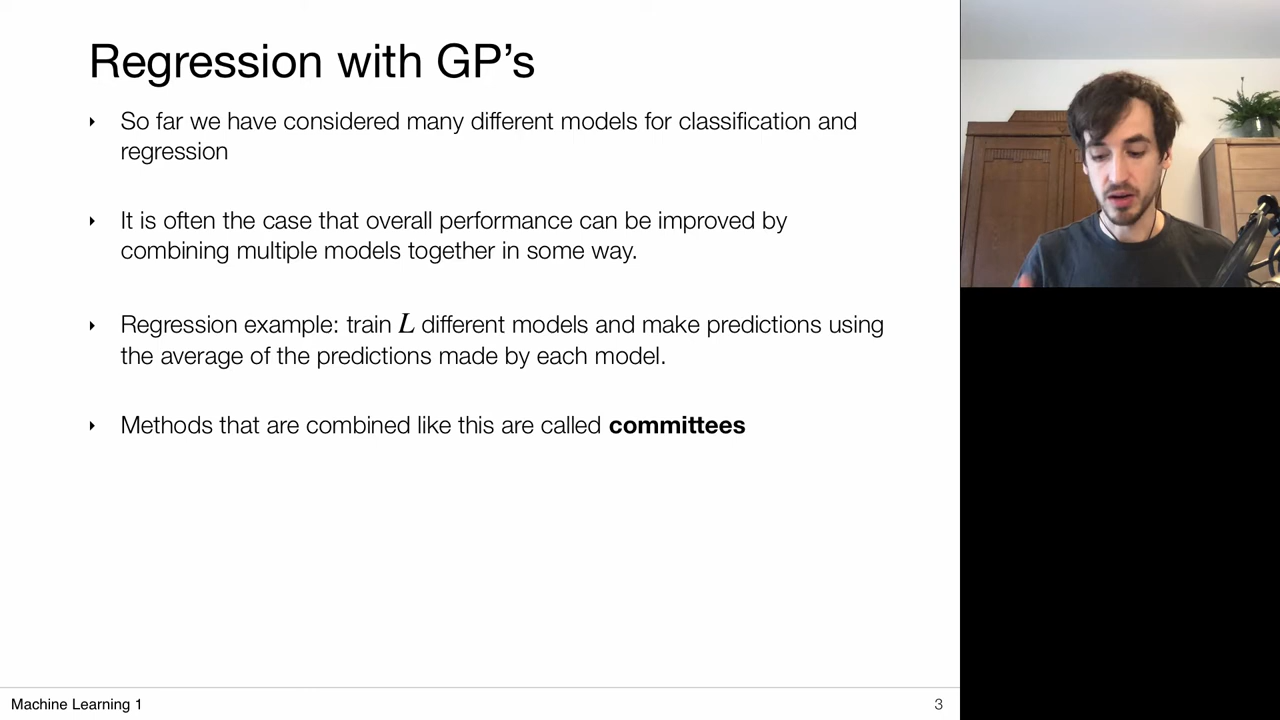 Regression with GP’s
‣ So far we have considered many different models for classification and
regression
‣ It is often the case that overall performance can be improved by
combining multiple models together in some way.
‣ Regression example: train L different models and make predictions using
the average of the predictions made by each model.
‣ Methods that are combined like this are called committees
Machine Learning 1
3